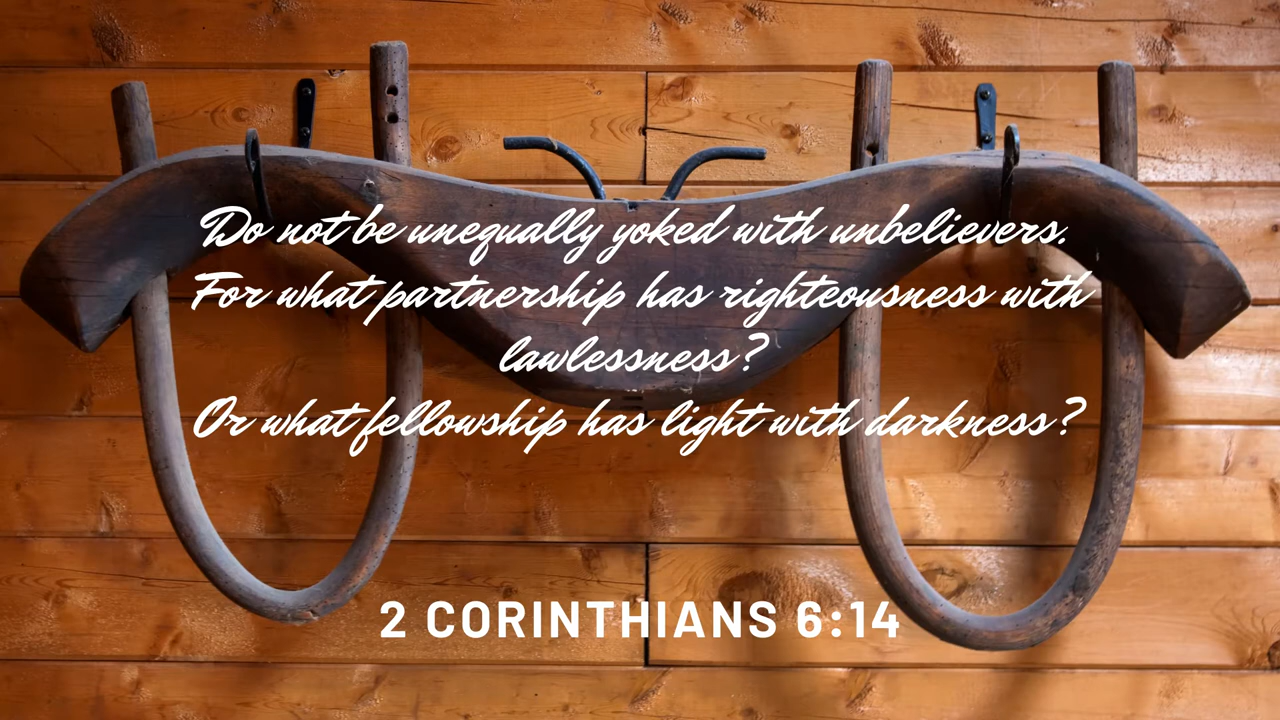 Do not be unequally yoked with unbelievers.
For what partnership has righteousness with
lawlessness?
Or what fellowship has light with darkness?
2 CORINTHIANS 6:14